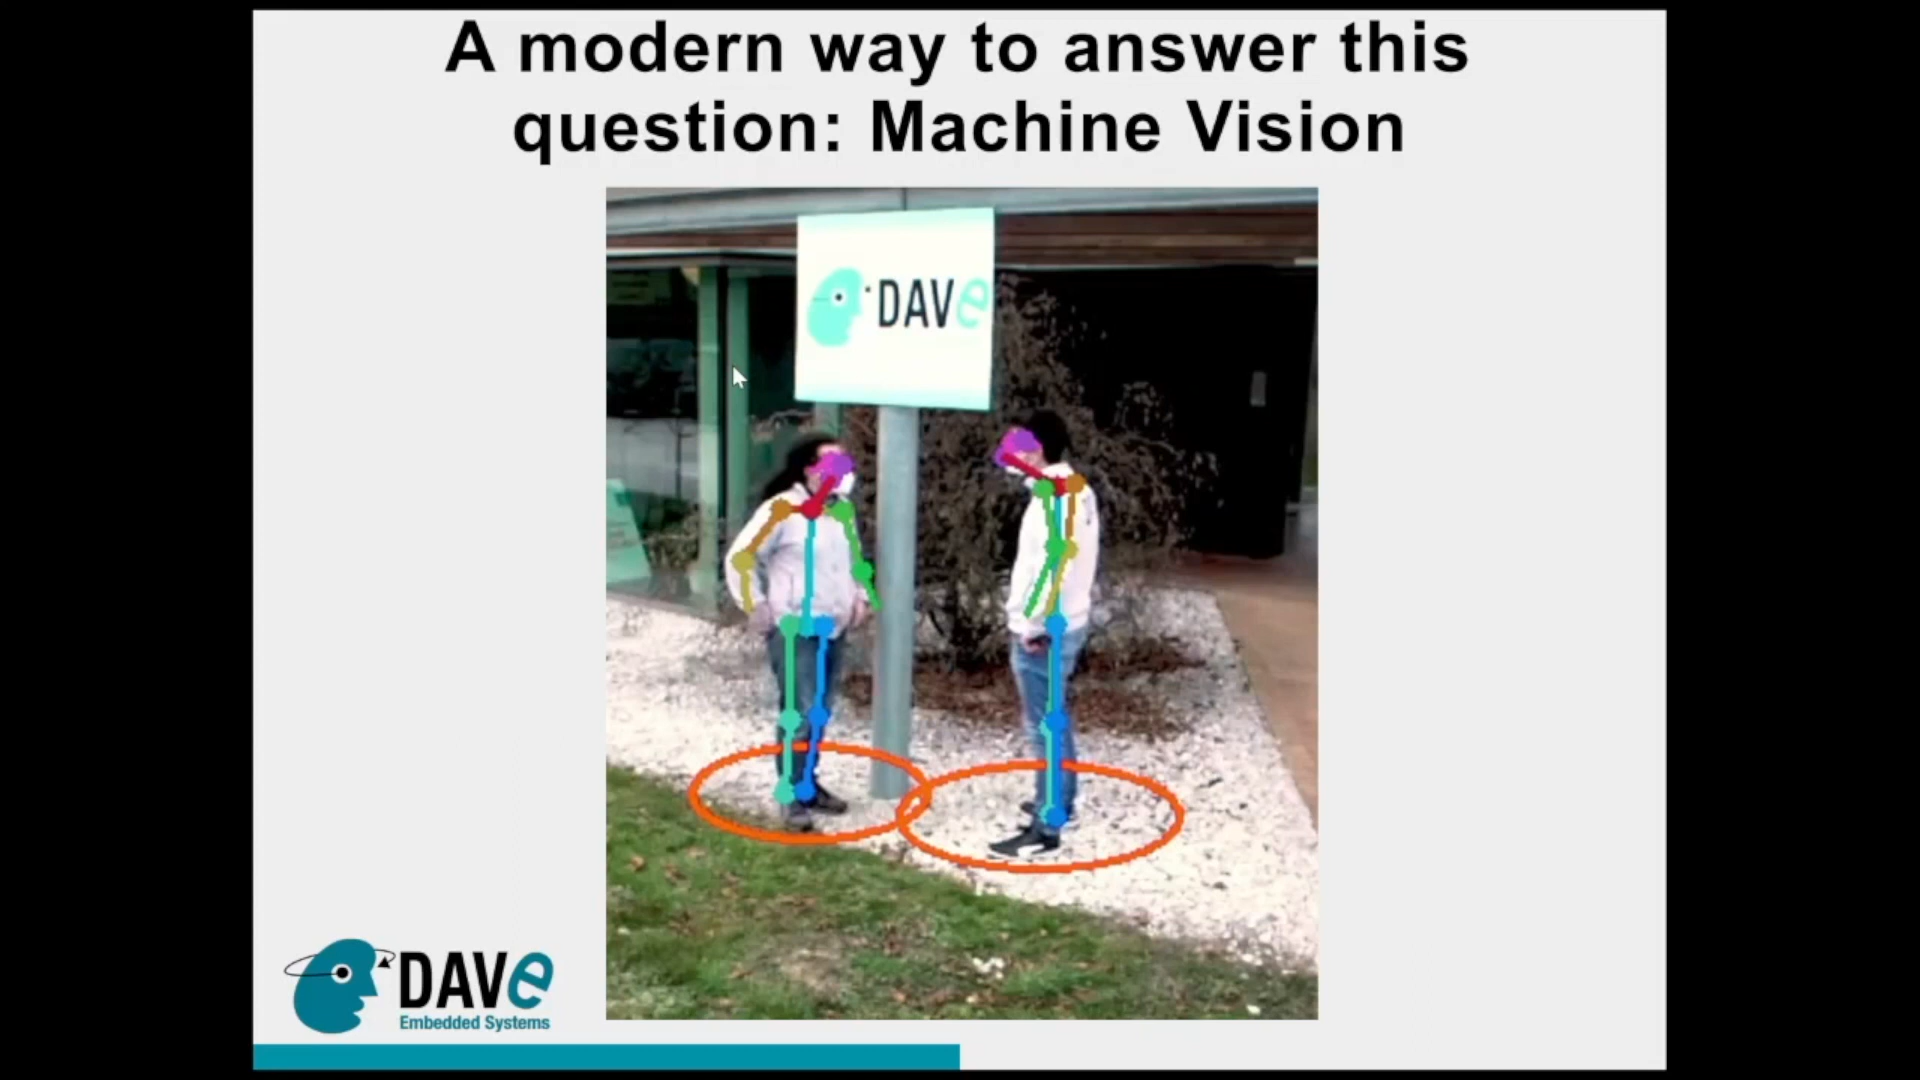 A modern way to answer this
question: Machine Vision
DAVe
DAVe
Embedded Systems